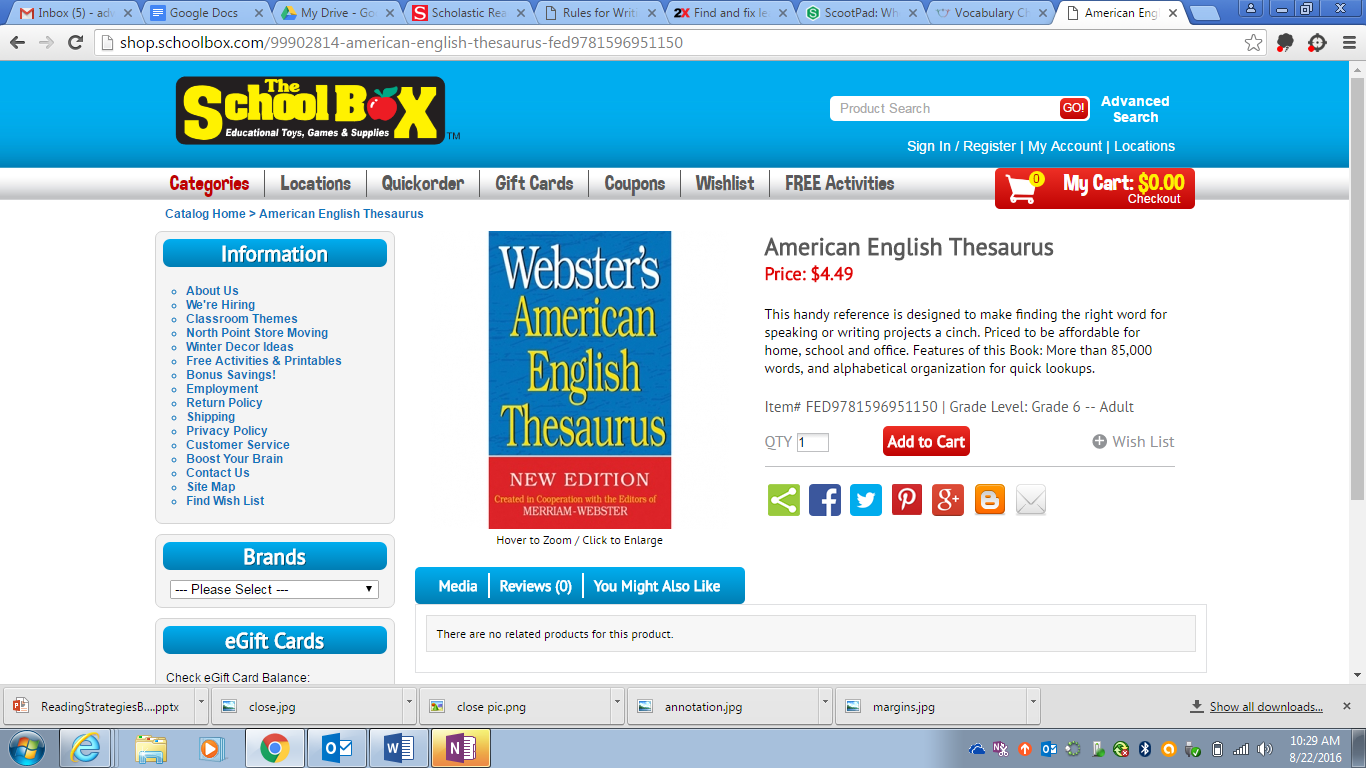 Inbox (5) - adv
Google Docs
My Drive - Go
Scholastic Rea
Rules for Writi
Find and fix le
ScootPad: Wh
Vocabulary Ch
American Eng
shop.schoolbox.com/99902814-american-english-thesaurus-fed9781596951150
The
School Box
Educational Toys, Games & Supplies
TM
Product Search
GO!
Advanced
Search
Sign In / Register | My Account | Locations
Categories
Locations
Quickorder
Gift Cards
Coupons
Wishlist
FREE Activities
0
My Cart: $0.00
Checkout
Catalog Home > American English Thesaurus
Information
About Us
We're Hiring
Classroom Themes
North Point Store Moving
Winter Decor Ideas
Free Activities & Printables
Bonus Savings!
Employment
Return Policy
Shipping
Privacy Policy
Customer Service
Boost Your Brain
Contact Us
Site Map
Find Wish List
Brands
--- Please Select ---
eGift Cards
Check eGift Card Balance:
Webster's
American
English
Thesaurus
NEW EDITION
Created in Cooperation with the Editors of
MERRIAM-WEBSTER
Hover to Zoom / Click to Enlarge
American English Thesaurus
Price: $4.49
This handy reference is designed to make finding the right word for
speaking or writing projects a cinch. Priced to be affordable for
home, school and office. Features of this Book: More than 85,000
words, and alphabetical organization for quick lookups.
Item# FED9781596951150 | Grade Level: Grade 6 -- Adult
QTY 1
Add to Cart
Wish List
Media
Reviews (0)
You Might Also Like
There are no related products for this product.
ReadingStrategiesB....pptx
close.jpg
close pic.png
annotation.jpg
margins.jpg
Show all downloads...
10:29 AM
8/22/2016